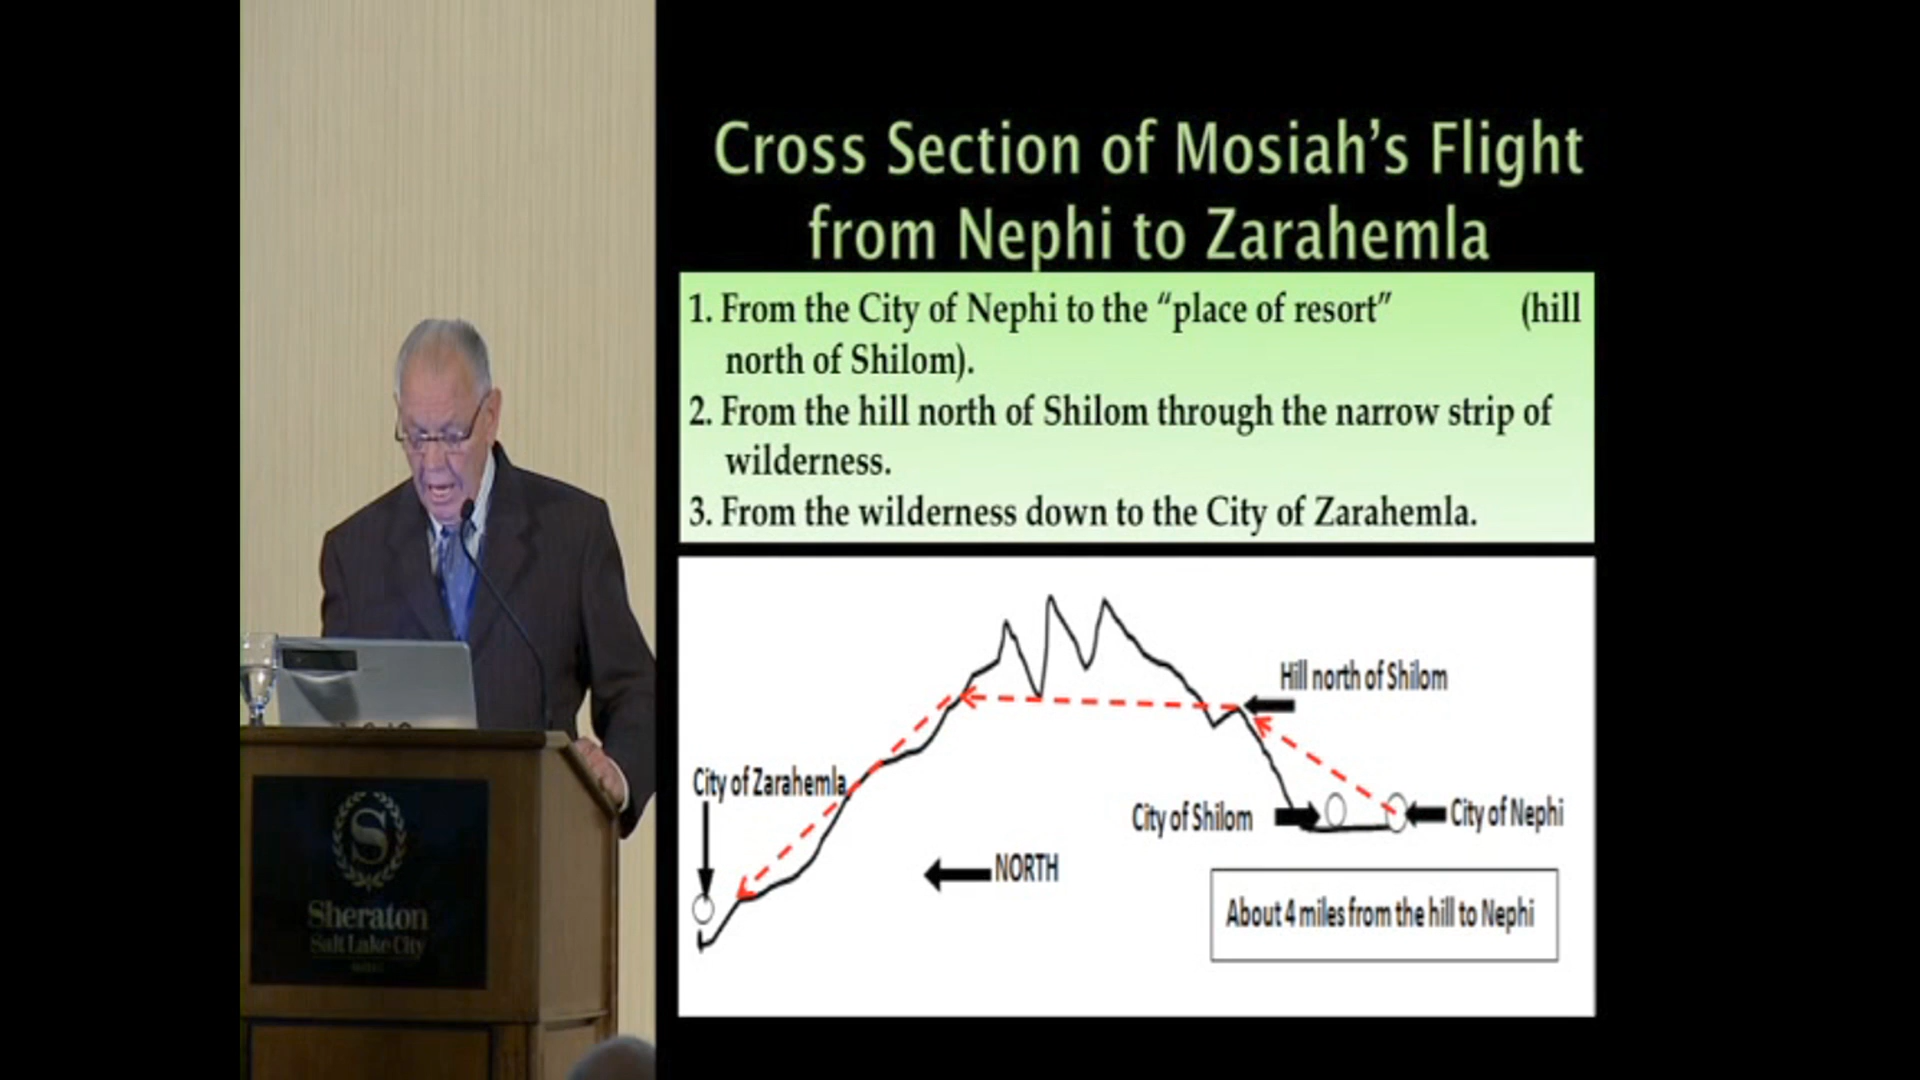 Cross Section of Mosiah's Flight
from Nephi to Zarahemla
1. From the City of Nephi to the “place of resort” (hill
north of Shilom).
2. From the hill north of Shilom through the narrow strip of
wilderness.
3. From the wilderness down to the City of Zarahemla.
Hill north of Shilom
City of Zarahemla
City of Shilom
City of Nephi
NORTH
About 4 miles from the hill to Nephi
S
Sheraton
Salt Lake City